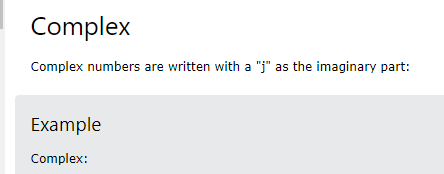 Complex
Complex numbers are written with a "j" as the imaginary part:
Example
Complex: